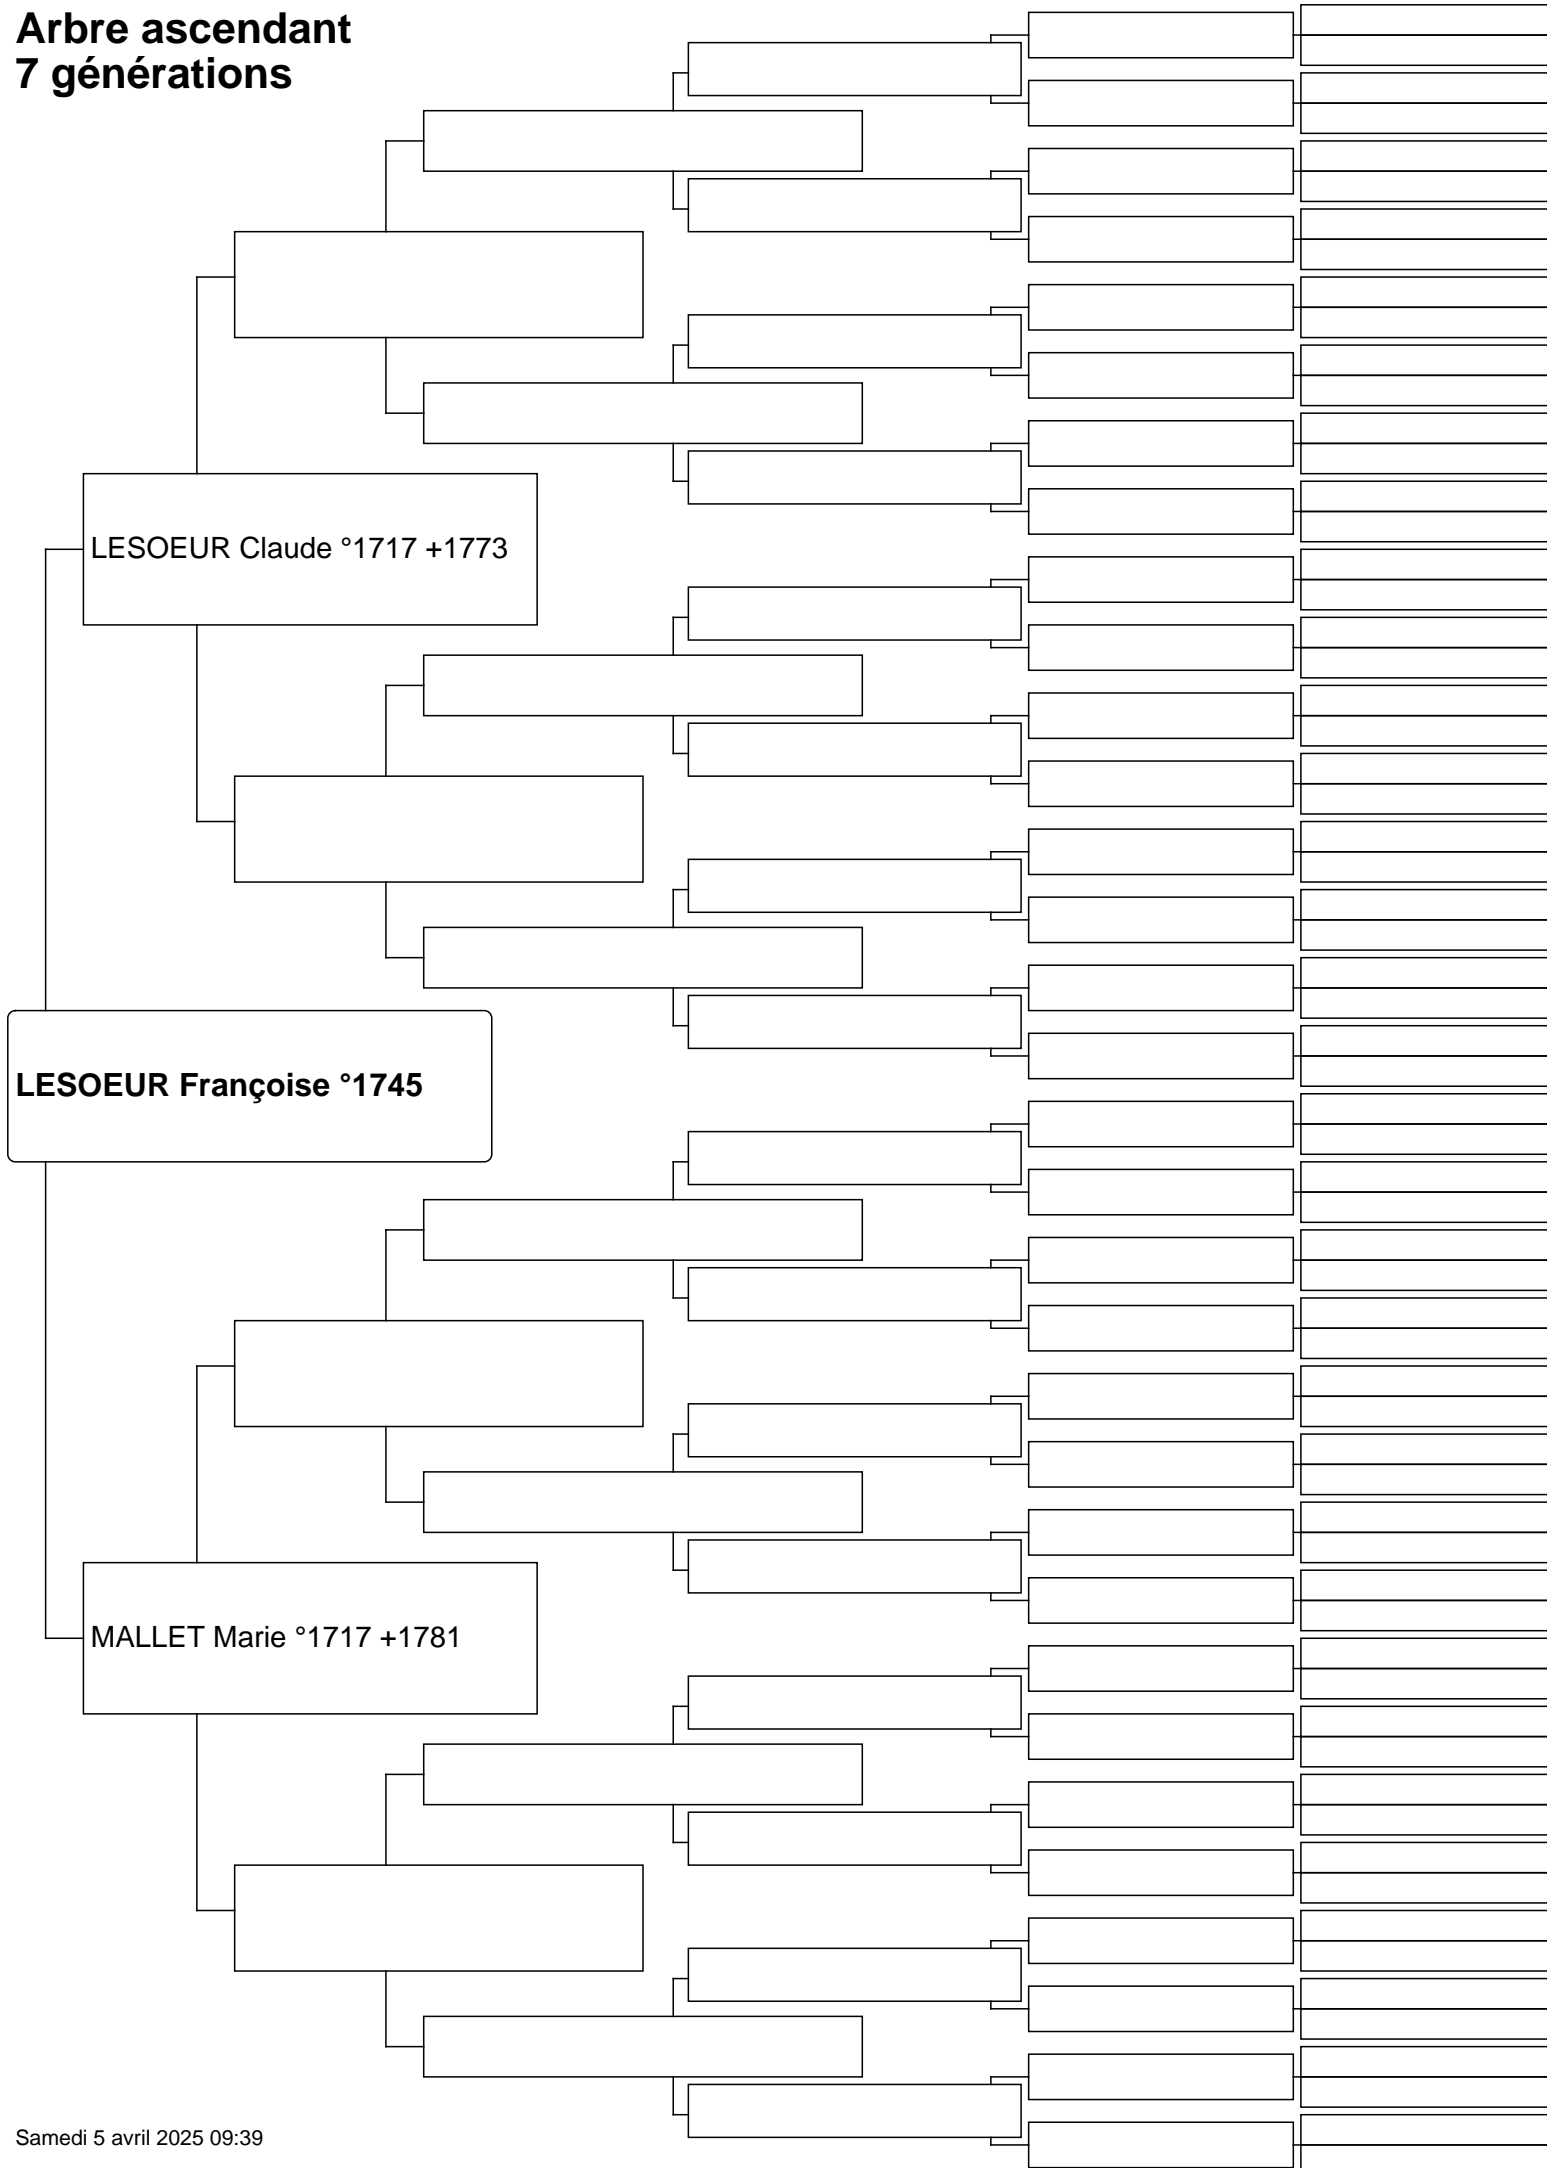 Arbre ascendant
7 générations
LESOEUR Claude °1717 +1773
LESOEUR Françoise °1745
MALLET Marie °1717 +1781
Samedi 5 avril 2025 09:39